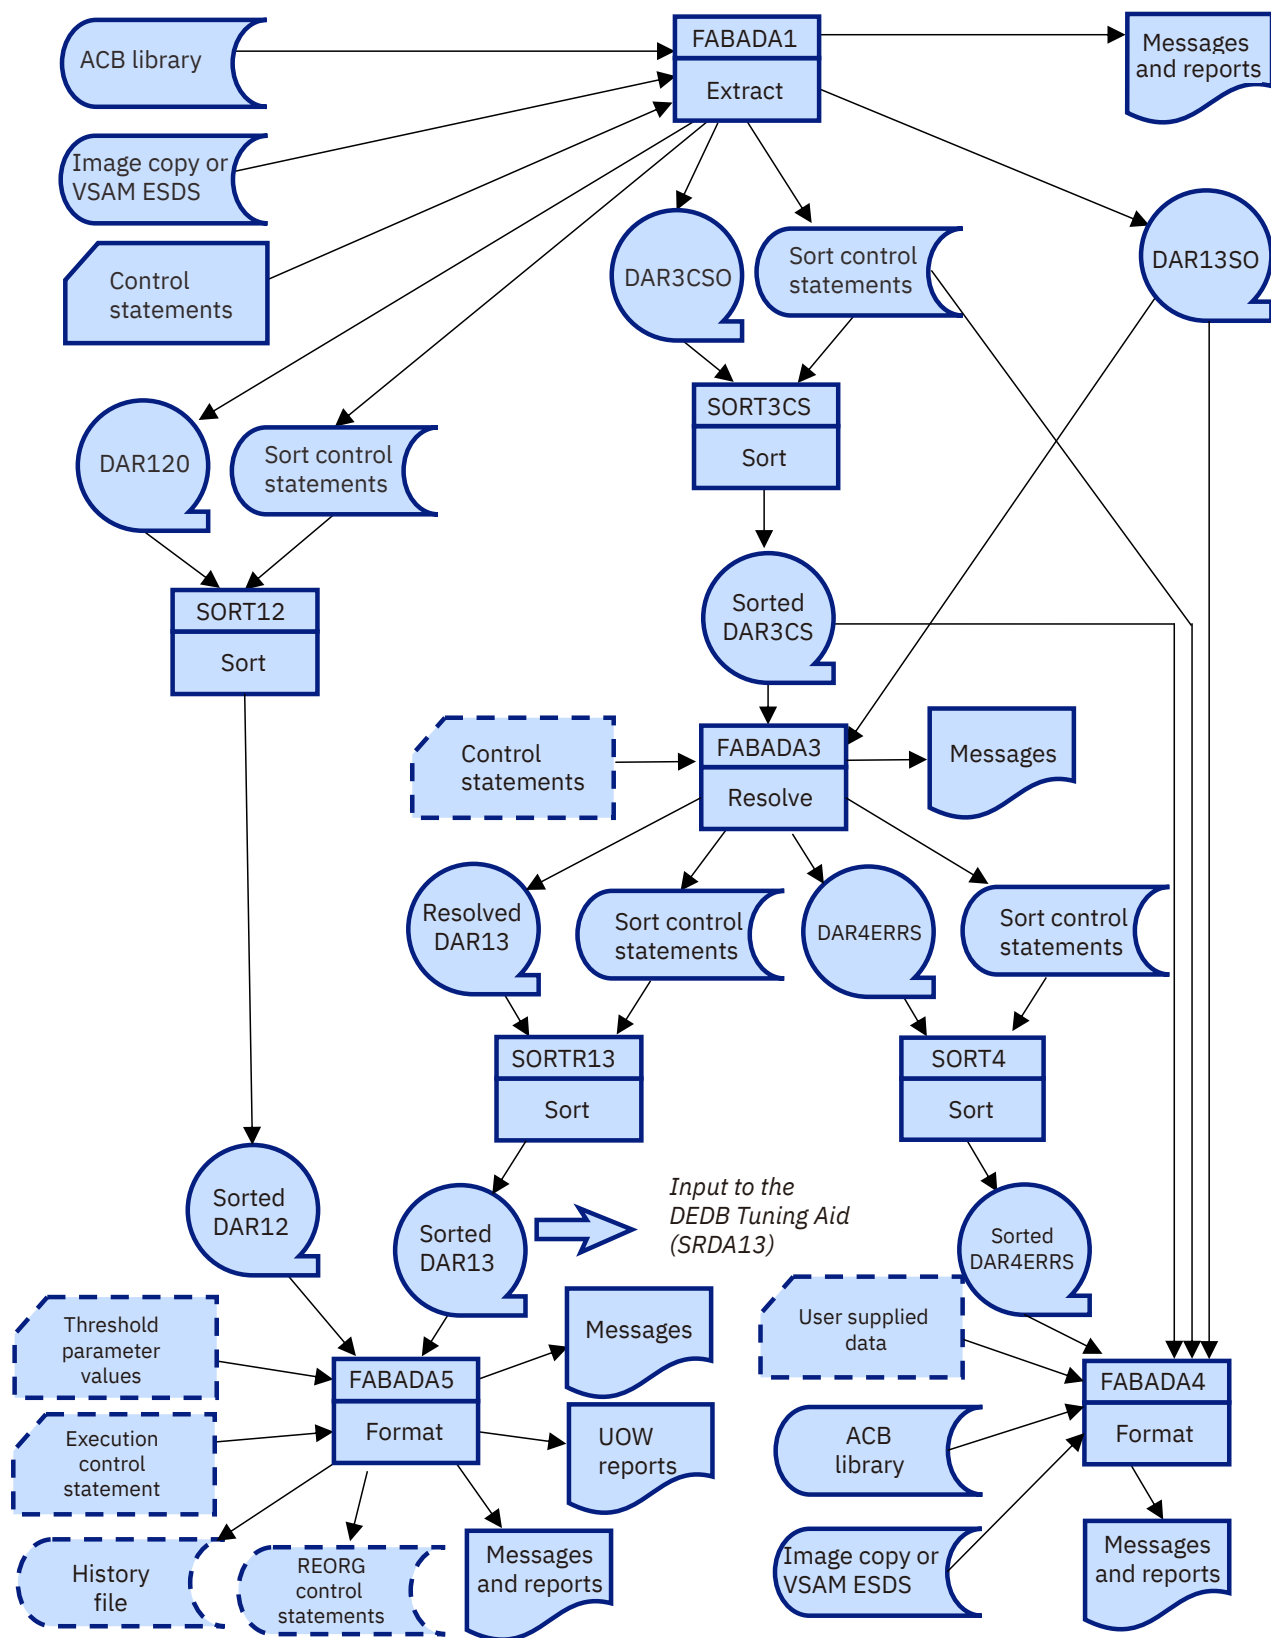 FABADA1
Extract
Messages
and reports
ACB library
Image copy or
VSAM ESDS
Control
statements
DAR3CSO
Sort control
statements
DAR13SO
SORT3CS
Sort
DAR120
Sort control
statements
SORT12
Sort
Sorted
DAR3CS
Control
statements
FABADA3
Resolve
Messages
Resolved
DAR13
Sort control
statements
DAR4ERRS
Sort control
statements
SORTR13
Sort
SORT4
Sort
Sorted
DAR12
Sorted
DAR13
Input to the
DEDB Tuning Aid
(SRDA13)
Sorted
DAR4ERRS
Threshold
parameter
values
FABADA5
Format
Messages
User supplied
data
FABADA4
Format
Execution
control
statement
UOW
reports
ACB
library
History
file
REORG
control
statements
Messages
and reports
Image copy or
VSAM ESDS
Messages
and reports